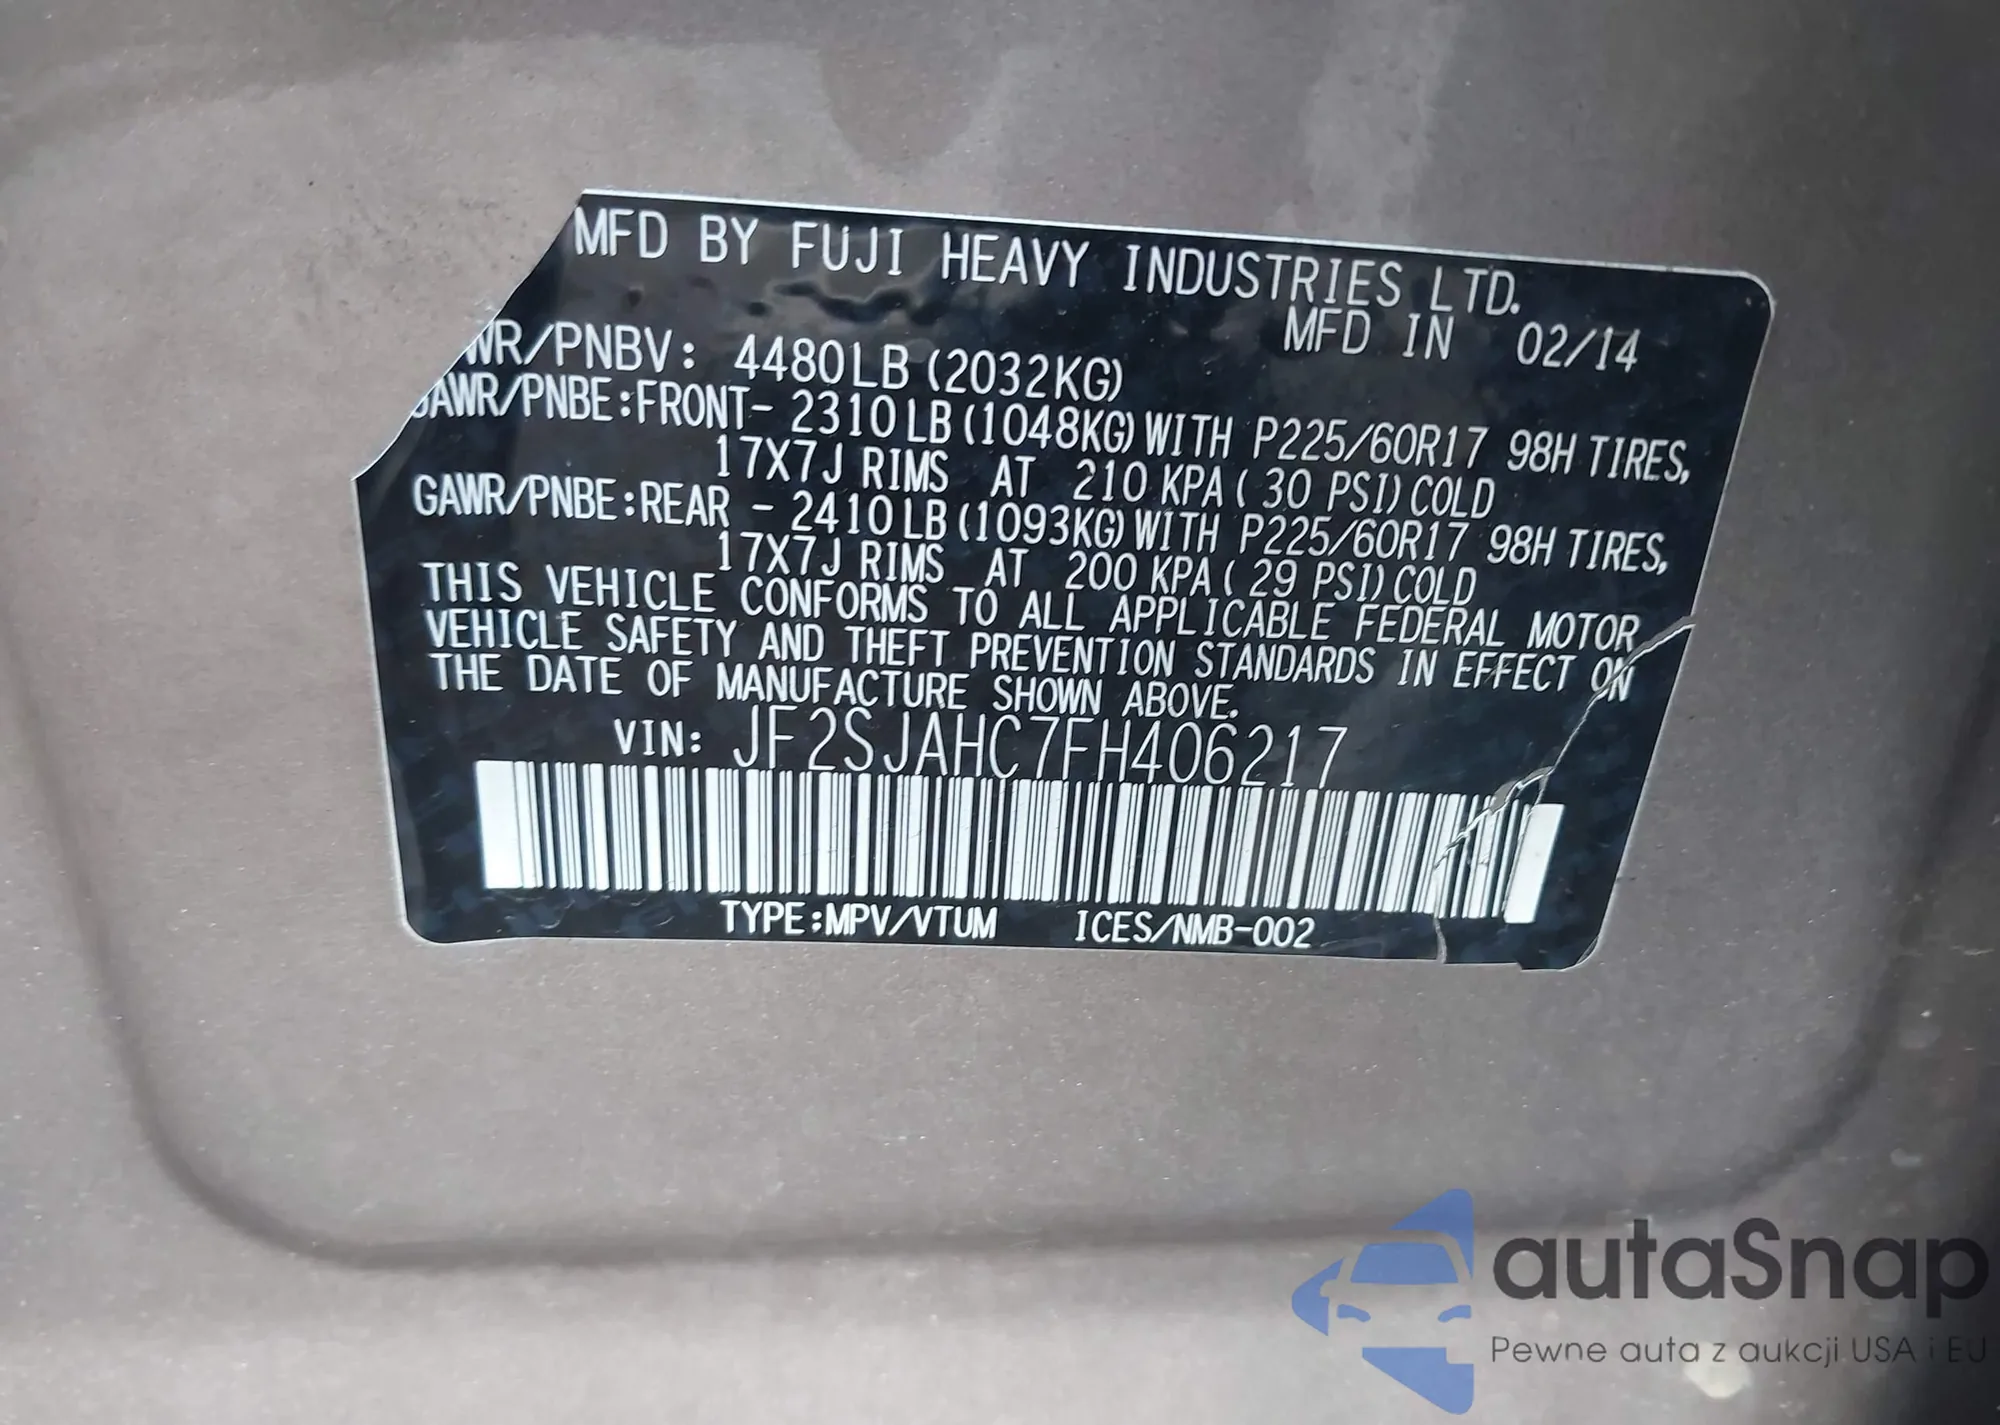 MFD BY FUJI HEAVY INDUSTRIES LTD.
MFD IN 02/14
WR/PNBV: 4480LB (2032KG)
GAWR/PNBE:FRONT- 2310LB (1048KG) WITH P225/60R17 98H TIRES,
17X7J RIMS AT 210 KPA ( 30 PSI) COLD
GAWR/PNBE:REAR - 2410LB (1093KG) WITH P225/60R17 98H TIRES,
17X7J RIMS AT 200 KPA ( 29 PSI) COLD
THIS VEHICLE CONFORMS TO ALL APPLICABLE FEDERAL MOTOR
VEHICLE SAFETY AND THEFT PREVENTION STANDARDS IN EFFECT ON
THE DATE OF MANUFACTURE SHOWN ABOVE.
VIN: JF2SJAHC7FH406217
TYPE:MPV/VTUM ICES/NMB-002
autaSnap
Pewne auta z aukcji USA i EU